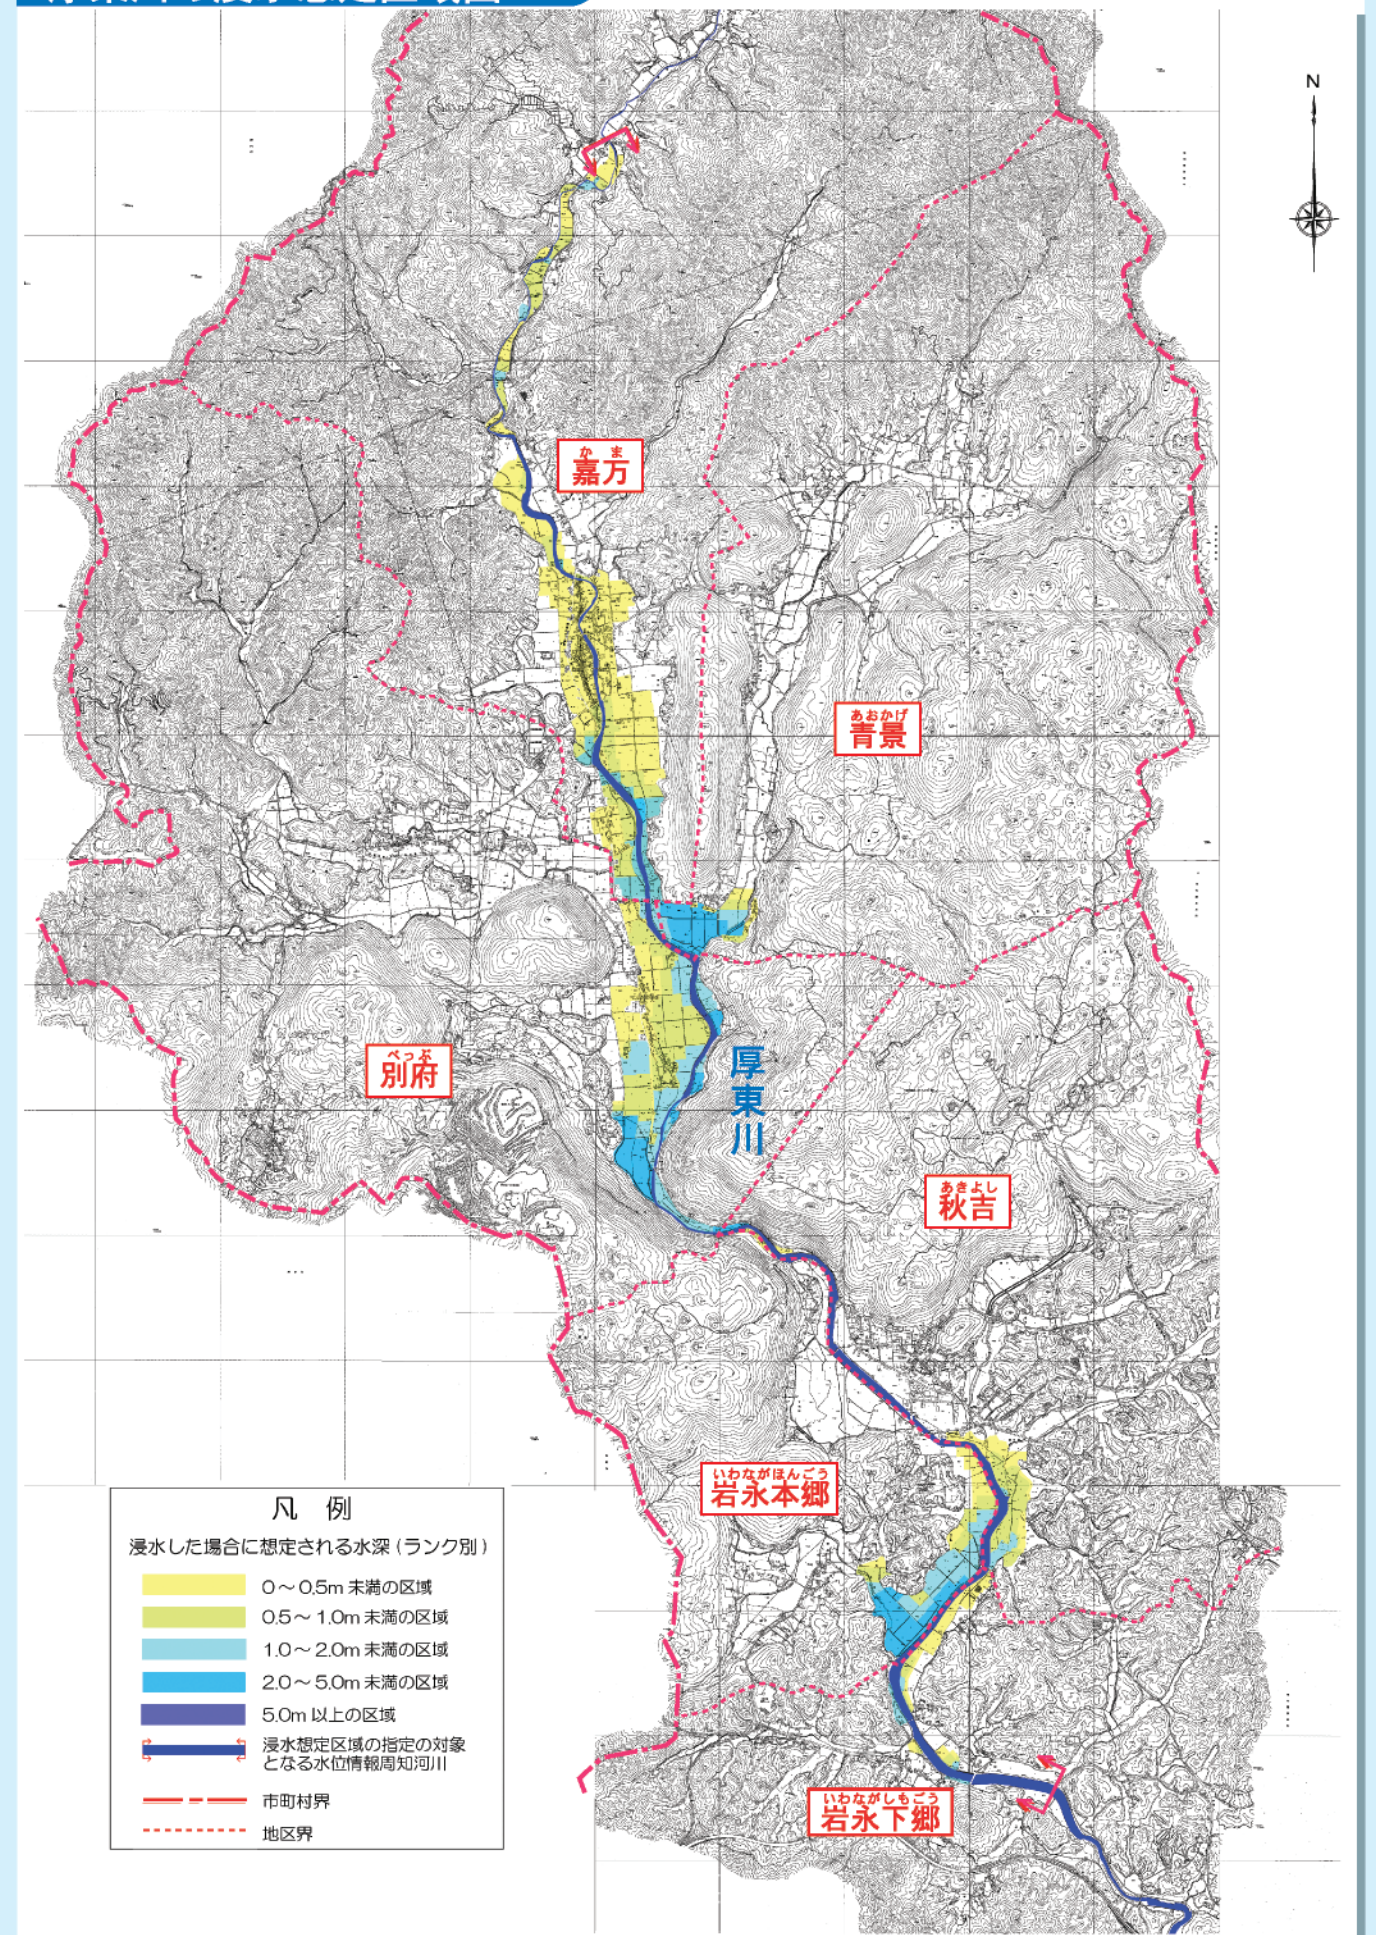 N
かま
嘉万
あおかげ
青景
べっぷ
別府
厚東川
あきよし
秋吉
いわながほんごう
岩永本郷
いわながしもごう
岩永下郷
凡 例
浸水した場合に想定される水深(ランク別)
0～0.5m 未満の区域
0.5～1.0m 未満の区域
1.0～2.0m 未満の区域
2.0～5.0m 未満の区域
5.0m 以上の区域
浸水想定区域の指定の対象
となる水位情報周知河川
市町村界
地区界